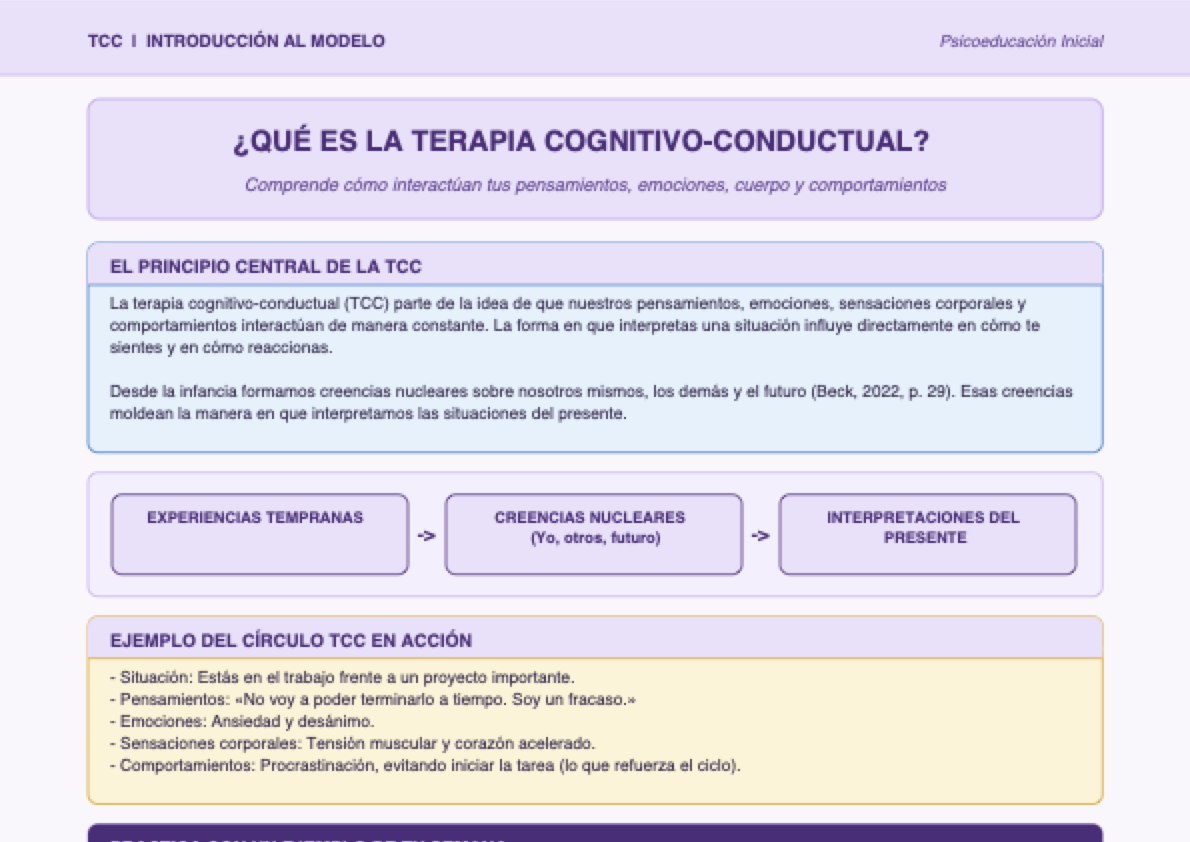 TCC | INTRODUCCIÓN AL MODELO
Psicoeducación Inicial
¿QUÉ ES LA TERAPIA COGNITIVO-CONDUCTUAL?
Comprende cómo interactúan tus pensamientos, emociones, cuerpo y comportamientos
EL PRINCIPIO CENTRAL DE LA TCC
La terapia cognitivo-conductual (TCC) parte de la idea de que nuestros pensamientos, emociones, sensaciones corporales y
comportamientos interactúan de manera constante. La forma en que interpretas una situación influye directamente en cómo te
sientes y en cómo reaccionas.
Desde la infancia formamos creencias nucleares sobre nosotros mismos, los demás y el futuro (Beck, 2022, p. 29). Esas creencias
moldean la manera en que interpretamos las situaciones del presente.
EXPERIENCIAS TEMPRANAS
->
CREENCIAS NUCLEARES
(Yo, otros, futuro)
->
INTERPRETACIONES DEL
PRESENTE
EJEMPLO DEL CÍRCULO TCC EN ACCIÓN
- Situación: Estás en el trabajo frente a un proyecto importante.
- Pensamientos: «No voy a poder terminarlo a tiempo. Soy un fracaso.»
- Emociones: Ansiedad y desánimo.
- Sensaciones corporales: Tensión muscular y corazón acelerado.
- Comportamientos: Procrastinación, evitando iniciar la tarea (lo que refuerza el ciclo).